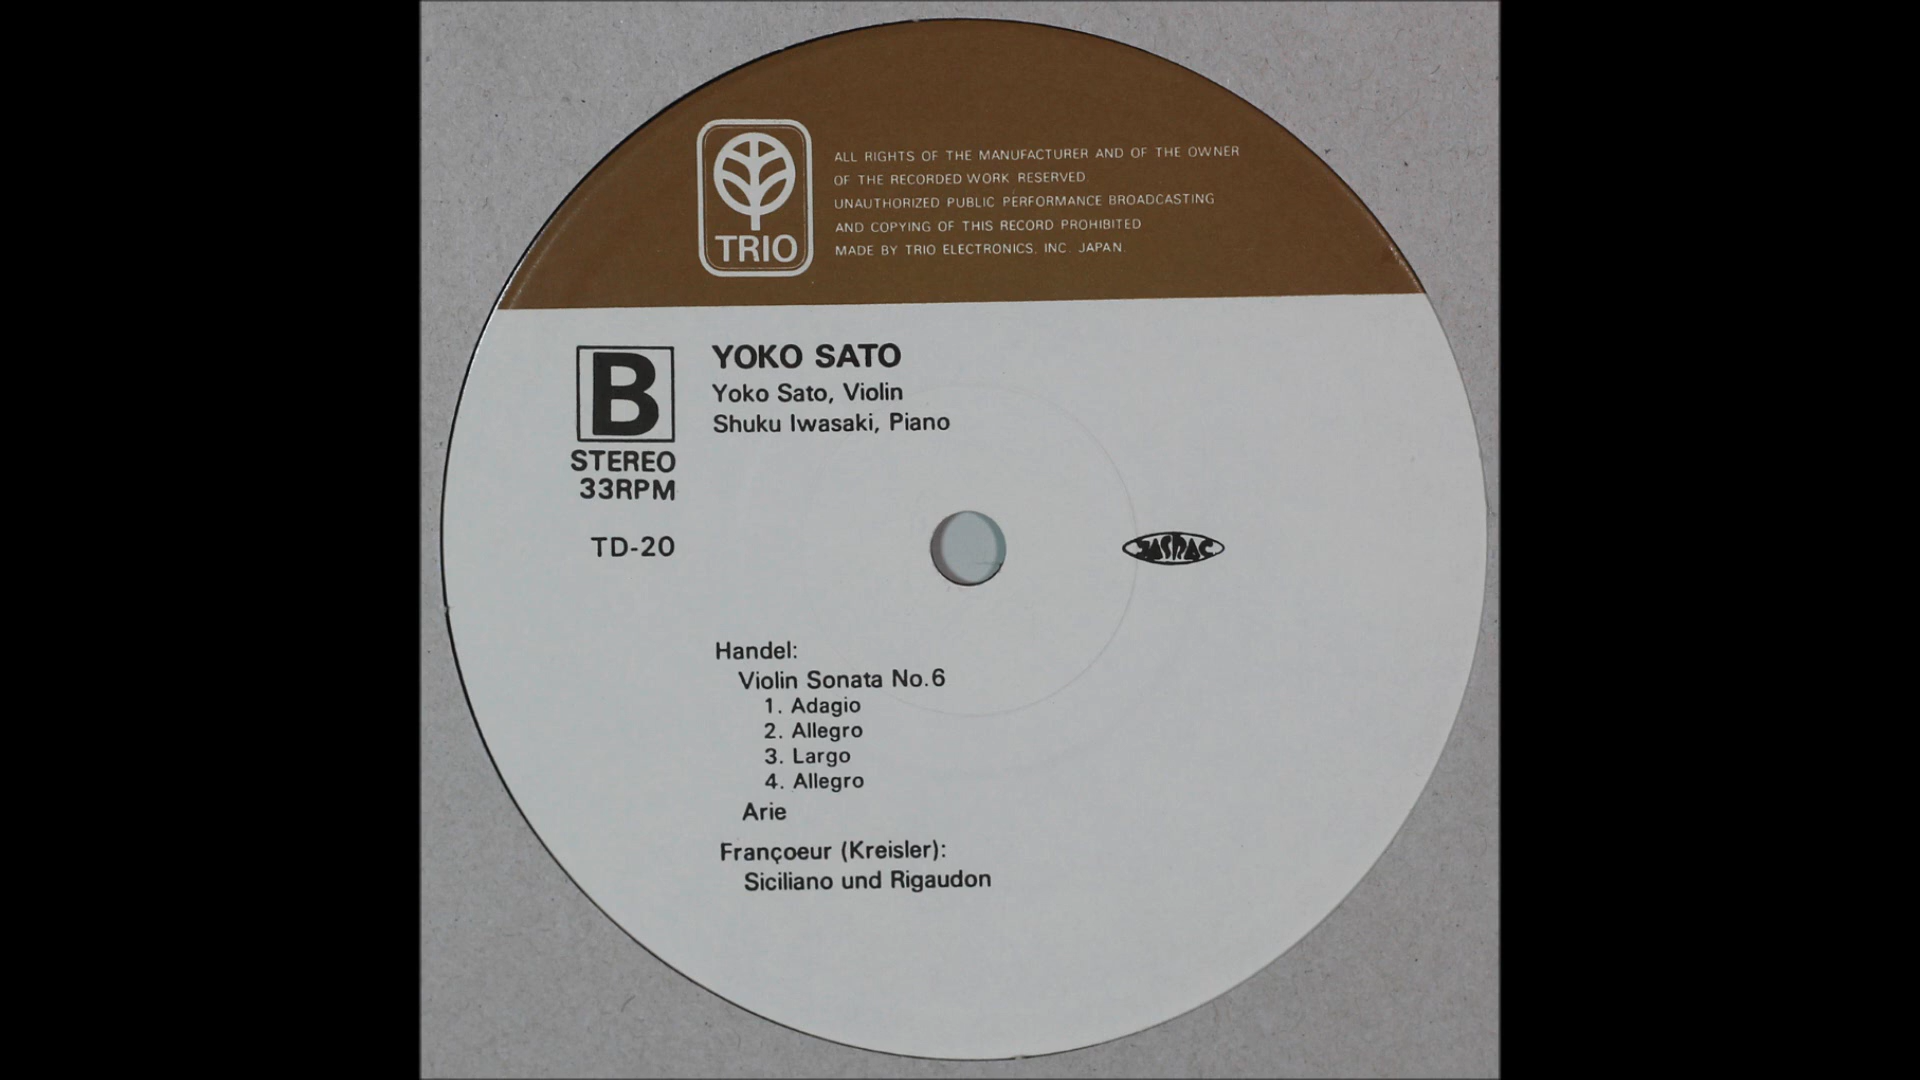 TRIO
ALL RIGHTS OF THE MANUFACTURER AND OF THE OWNER
OF THE RECORDED WORK RESERVED.
UNAUTHORIZED PUBLIC PERFORMANCE BROADCASTING
AND COPYING OF THIS RECORD PROHIBITED
MADE BY TRIO ELECTRONICS, INC. JAPAN.
B
STEREO
33RPM
TD-20
YOKO SATO
Yoko Sato, Violin
Shuku Iwasaki, Piano
JASRAC
Handel:
Violin Sonata No.6
1. Adagio
2. Allegro
3. Largo
4. Allegro
Arie
Françoeur (Kreisler):
Siciliano und Rigaudon